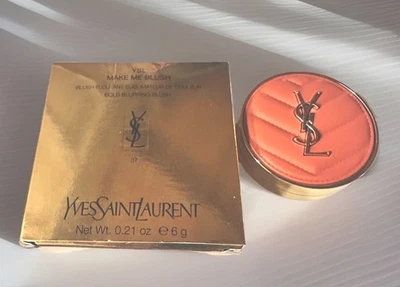 YSL
MAKE ME BLUSH
BOLD BLURRING BLUSH
YSL
YVESSAINTLAURENT
Net Wt. 0.21 oz ℮ 6 g
YSL